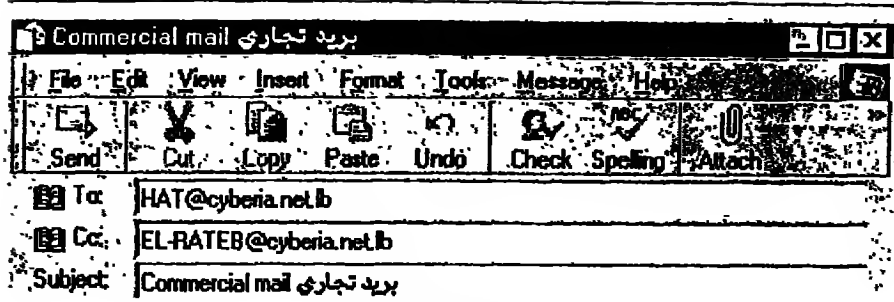 Commercial mail بريد تجاري
File Edit View Insert Format Tools Message Help
Send Cut Copy Paste Undo Check Spelling Attach
To: HAT@cyberia.net.lb
Cc: EL-RATEB@cyberia.net.lb
Subject: Commercial mail بريد تجاري